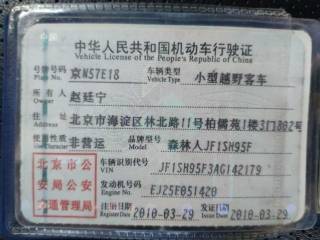 中华人民共和国机动车行驶证
Vehicle License of the People's Republic of China
号牌号码 Plate No. 京N57E18 车辆类型 Vehicle Type 小型越野客车
所有人 Owner 赵廷宁
住址 Address 北京市海淀区林北路11号柏儒苑1楼3门802号
使用性质 非营运 品牌型号 Model 森林人JF1SH95F
北京市公安局公安交通管理局
车辆识别代号 VIN JF1SH95F3AG142179
发动机号码 Engine No. EJ25E051420
注册日期 Register Date 2010-03-29 发证日期 Issue Date 2010-03-29